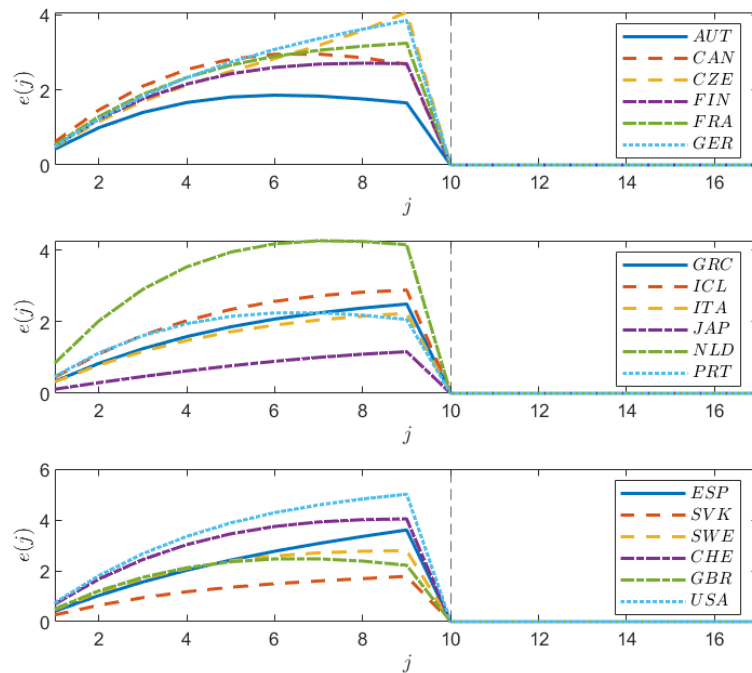 4
2
0
e(j)
2 4 6 8 10 12 14 16
j
AUT
CAN
CZE
FIN
FRA
GER
4
2
0
e(j)
2 4 6 8 10 12 14 16
j
GRC
ICL
ITA
JAP
NLD
PRT
6
4
2
0
e(j)
2 4 6 8 10 12 14 16
j
ESP
SVK
SWE
CHE
GBR
USA